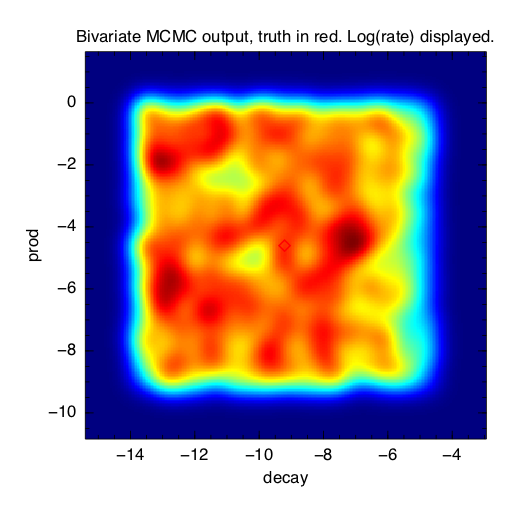 Bivariate MCMC output, truth in red. Log(rate) displayed.
0
−2
−4
prod
−6
−8
−10
−14 −12 −10 −8 −6 −4
decay